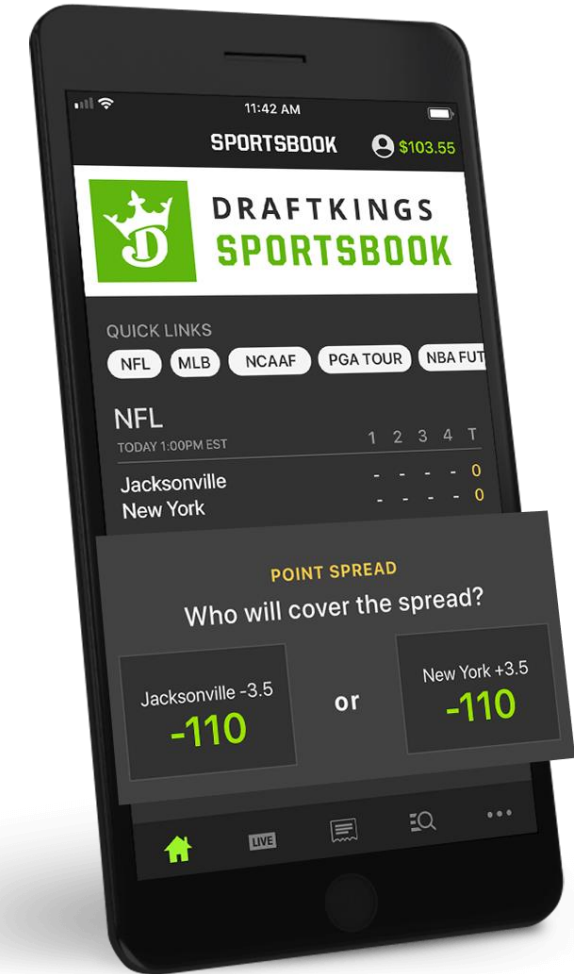 11:42 AM
SPORTSBOOK $103.55
DRAFTKINGS
SPORTSBOOK
QUICK LINKS
NFL MLB NCAAF PGA TOUR NBA FUT
NFL
TODAY 1:00PM EST 1 2 3 4 T
Jacksonville - - - - 0
New York - - - - 0
POINT SPREAD
Who will cover the spread?
Jacksonville -3.5 or New York +3.5
-110 -110
LIVE